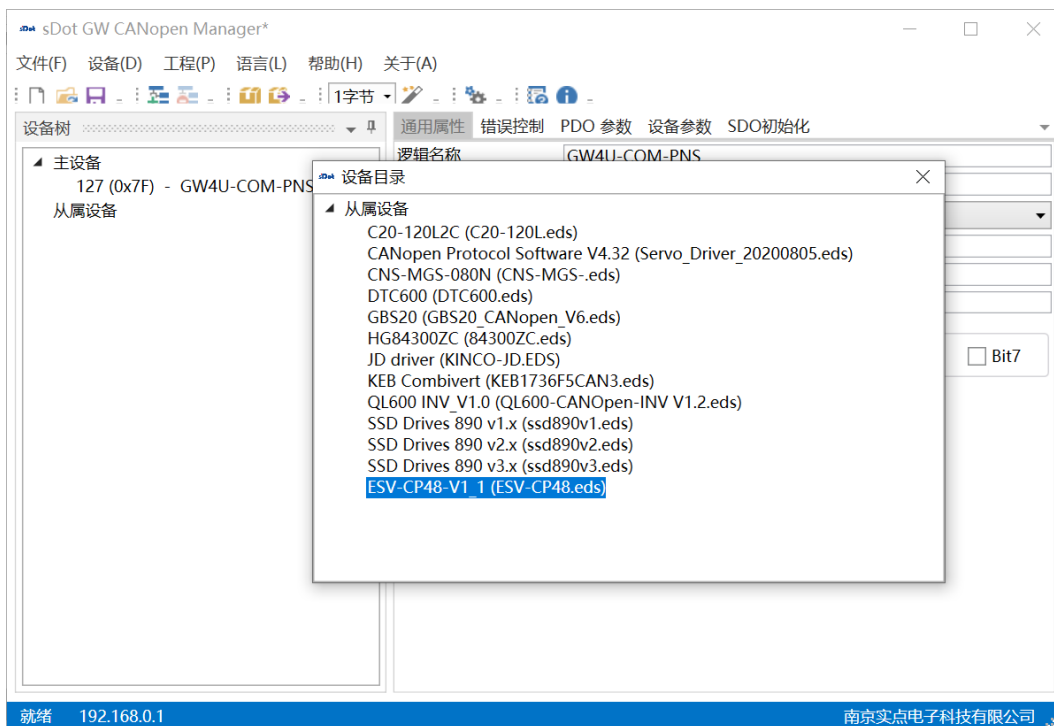 sDot GW CANopen Manager*
文件(F) 设备(D) 工程(P) 语言(L) 帮助(H) 关于(A)
1字节
设备树
通用属性 错误控制 PDO 参数 设备参数 SDO初始化
主设备
127 (0x7F) - GW4U-COM-PNS
从属设备
逻辑名称 GW4U-COM-PNS
设备目录
从属设备
C20-120L2C (C20-120L.eds)
CANopen Protocol Software V4.32 (Servo_Driver_20200805.eds)
CNS-MGS-080N (CNS-MGS-.eds)
DTC600 (DTC600.eds)
GBS20 (GBS20_CANopen_V6.eds)
HG84300ZC (84300ZC.eds)
JD driver (KINCO-JD.EDS)
KEB Combivert (KEB1736F5CAN3.eds)
QL600 INV_V1.0 (QL600-CANOpen-INV V1.2.eds)
SSD Drives 890 v1.x (ssd890v1.eds)
SSD Drives 890 v2.x (ssd890v2.eds)
SSD Drives 890 v3.x (ssd890v3.eds)
ESV-CP48-V1_1 (ESV-CP48.eds)
Bit7
就绪 192.168.0.1 南京实点电子科技有限公司